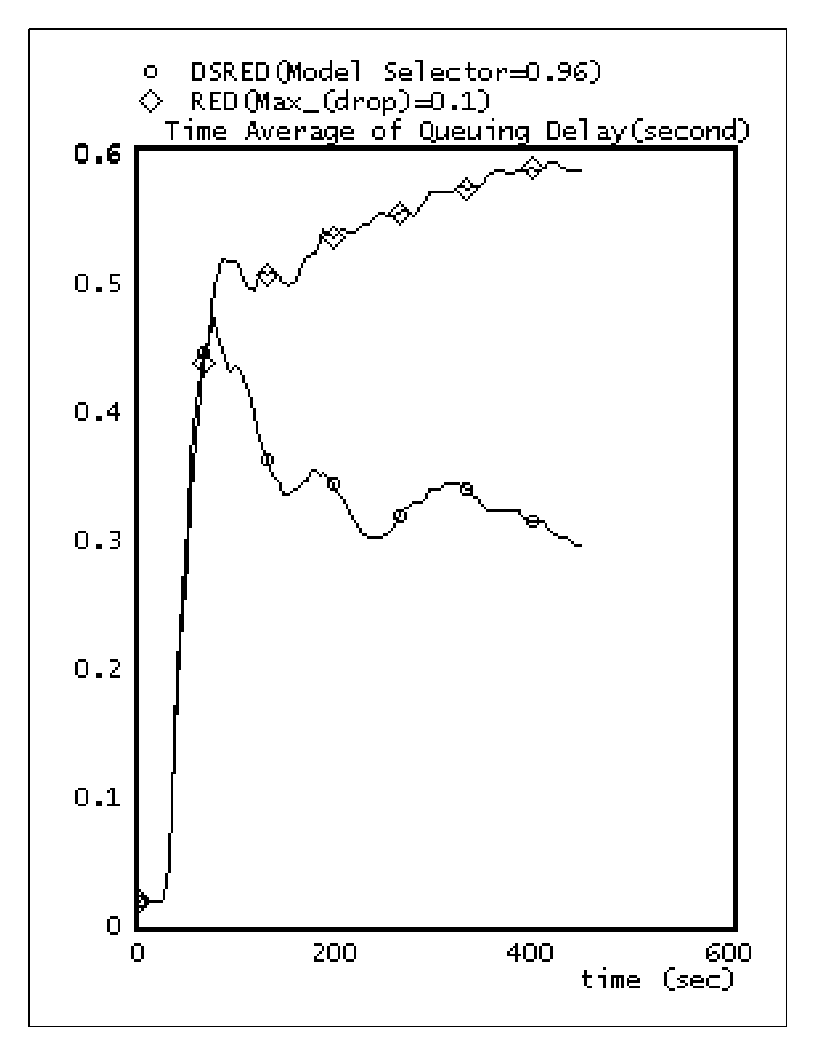 DSRED(Model Selector=0.96)
RED(Max_(drop)=0.1)
Time Average of Queuing Delay(second)
0.6
0.5
0.4
0.3
0.2
0.1
0
0 200 400 600
time (sec)